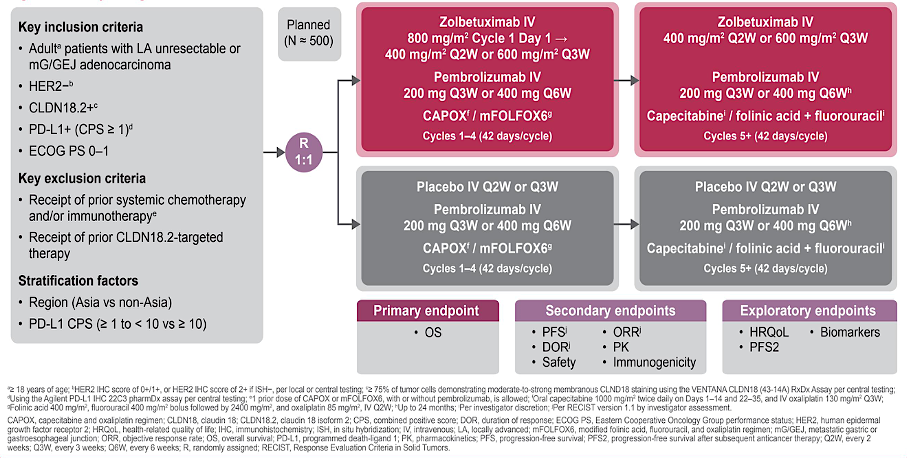 Key inclusion criteria
• Adultᵃ patients with LA unresectable or
mG/GEJ adenocarcinoma
• HER2−ᵇ
• CLDN18.2+ᶜ
• PD-L1+ (CPS ≥ 1)ᵈ
• ECOG PS 0–1
Key exclusion criteria
• Receipt of prior systemic chemotherapy
and/or immunotherapyᵉ
• Receipt of prior CLDN18.2-targeted
therapy
Stratification factors
• Region (Asia vs non-Asia)
• PD-L1 CPS (≥ 1 to < 10 vs ≥ 10)
Planned
(N ≈ 500)
R
1:1
Zolbetuximab IV
800 mg/m² Cycle 1 Day 1 →
400 mg/m² Q2W or 600 mg/m² Q3W
Pembrolizumab IV
200 mg Q3W or 400 mg Q6W
CAPOXᶠ / mFOLFOX6ᵍ
Cycles 1–4 (42 days/cycle)
Zolbetuximab IV
400 mg/m² Q2W or 600 mg/m² Q3W
Pembrolizumab IV
200 mg Q3W or 400 mg Q6Wʰ
Capecitabineⁱ / folinic acid + fluorouracilⁱ
Cycles 5+ (42 days/cycle)
Placebo IV Q2W or Q3W
Pembrolizumab IV
200 mg Q3W or 400 mg Q6W
CAPOXᶠ / mFOLFOX6ᵍ
Cycles 1–4 (42 days/cycle)
Placebo IV Q2W or Q3W
Pembrolizumab IV
200 mg Q3W or 400 mg Q6Wʰ
Capecitabineⁱ / folinic acid + fluorouracilⁱ
Cycles 5+ (42 days/cycle)
Primary endpoint
• OS
Secondary endpoints
• PFSʲ
• DORʲ
• Safety
• ORRʲ
• PK
• Immunogenicity
Exploratory endpoints
• HRQoL
• PFS2
• Biomarkers
ᵃ≥ 18 years of age; ᵇHER2 IHC score of 0+/1+, or HER2 IHC score of 2+ if ISH−, per local or central testing; ᶜ≥ 75% of tumor cells demonstrating moderate-to-strong membranous CLND18 staining using the VENTANA CLDN18 (43-14A) RxDx Assay per central testing;
ᵈUsing the Agilent PD-L1 IHC 22C3 pharmDx assay per central testing; ᵉ1 prior dose of CAPOX or mFOLFOX6, with or without pembrolizumab, is allowed; ᶠOral capecitabine 1000 mg/m² twice daily on Days 1–14 and 22–35, and IV oxaliplatin 130 mg/m² Q3W;
ᵍFolinic acid 400 mg/m², fluorouracil 400 mg/m² bolus followed by 2400 mg/m², and oxaliplatin 85 mg/m², IV Q2W; ʰUp to 24 months; ⁱPer investigator discretion; ʲPer RECIST version 1.1 by investigator assessment.
CAPOX, capecitabine and oxaliplatin regimen; CLDN18, claudin 18; CLDN18.2, claudin 18 isoform 2; CPS, combined positive score; DOR, duration of response; ECOG PS, Eastern Cooperative Oncology Group performance status; HER2, human epidermal
growth factor receptor 2; HRQoL, health-related quality of life; IHC, immunohistochemistry; ISH, in situ hybridization; IV, intravenous; LA, locally advanced; mFOLFOX6, modified folinic acid, fluorouracil, and oxaliplatin regimen; mG/GEJ, metastatic gastric or
gastroesophageal junction; ORR, objective response rate; OS, overall survival; PD-L1, programmed death-ligand 1; PK, pharmacokinetics; PFS, progression-free survival; PFS2, progression-free survival after subsequent anticancer therapy; Q2W, every 2
weeks; Q3W, every 3 weeks; Q6W, every 6 weeks; R, randomly assigned; RECIST, Response Evaluation Criteria in Solid Tumors.